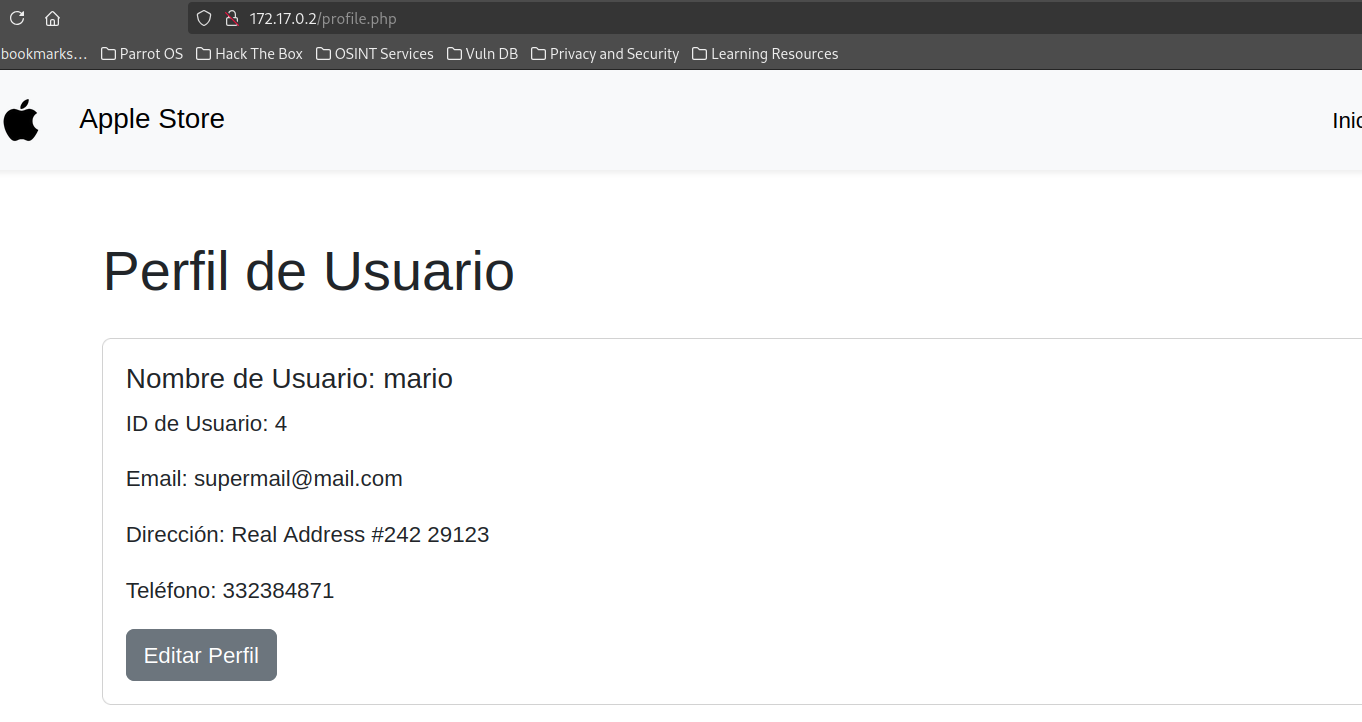 172.17.0.2/profile.php
bookmarks… Parrot OS Hack The Box OSINT Services Vuln DB Privacy and Security Learning Resources
Apple Store
Perfil de Usuario
Nombre de Usuario: mario
ID de Usuario: 4
Email: supermail@mail.com
Dirección: Real Address #242 29123
Teléfono: 332384871
Editar Perfil